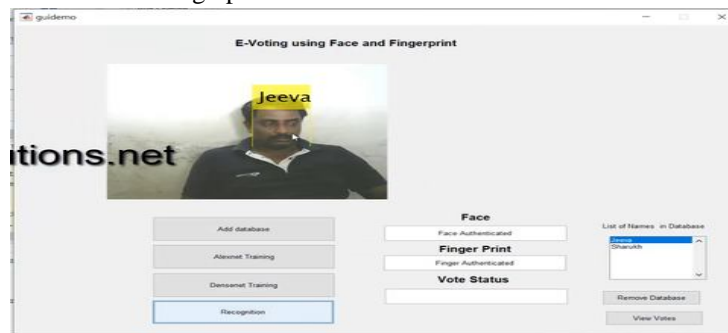 guidemo
E-Voting using Face and Fingerprint
Jeeva
tions.net
Add database
Alexnet Training
Densenet Training
Recognition
Face
Face Authenticated
Finger Print
Finger Authenticated
Vote Status
List of Names in Database
Jeeva
Sharukh
Remove Database
View Votes